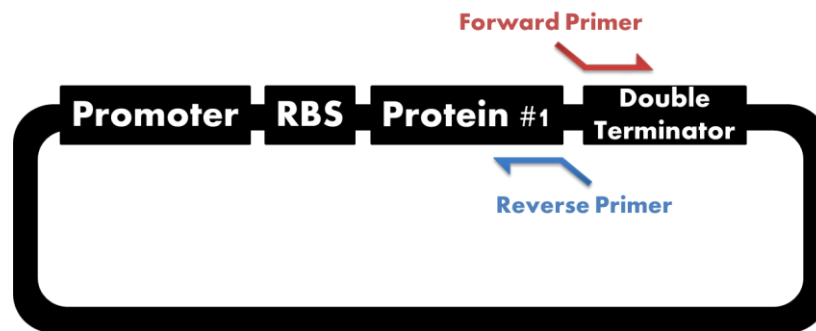 Forward Primer
Promoter
RBS
Protein #1
Double
Terminator
Reverse Primer